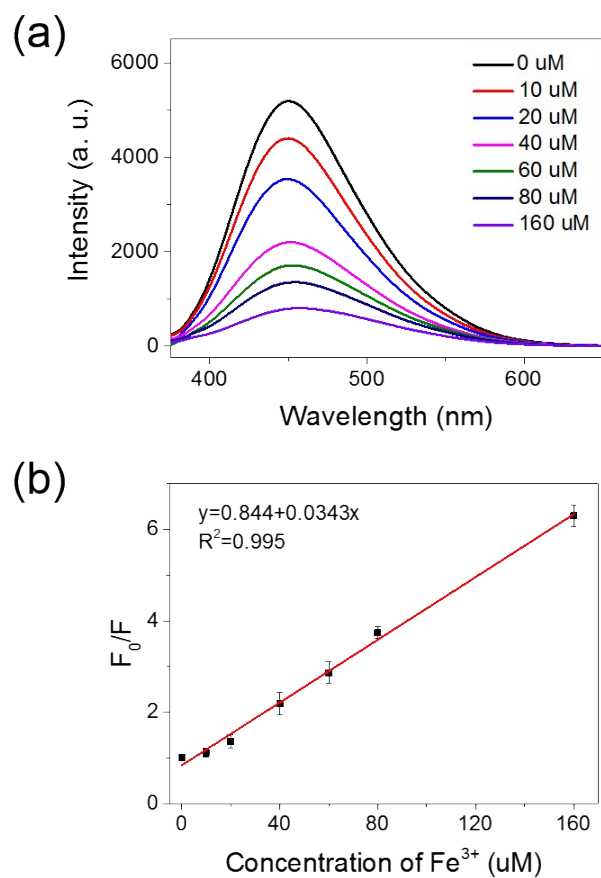 (a)
6000
4000
2000
0
Intensity (a. u.)
0 uM
10 uM
20 uM
40 uM
60 uM
80 uM
160 uM
400
500
600
Wavelength (nm)
(b)
6
4
2
0
F₀/F
y=0.844+0.0343x
R²=0.995
0
40
80
120
160
Concentration of Fe³⁺ (uM)